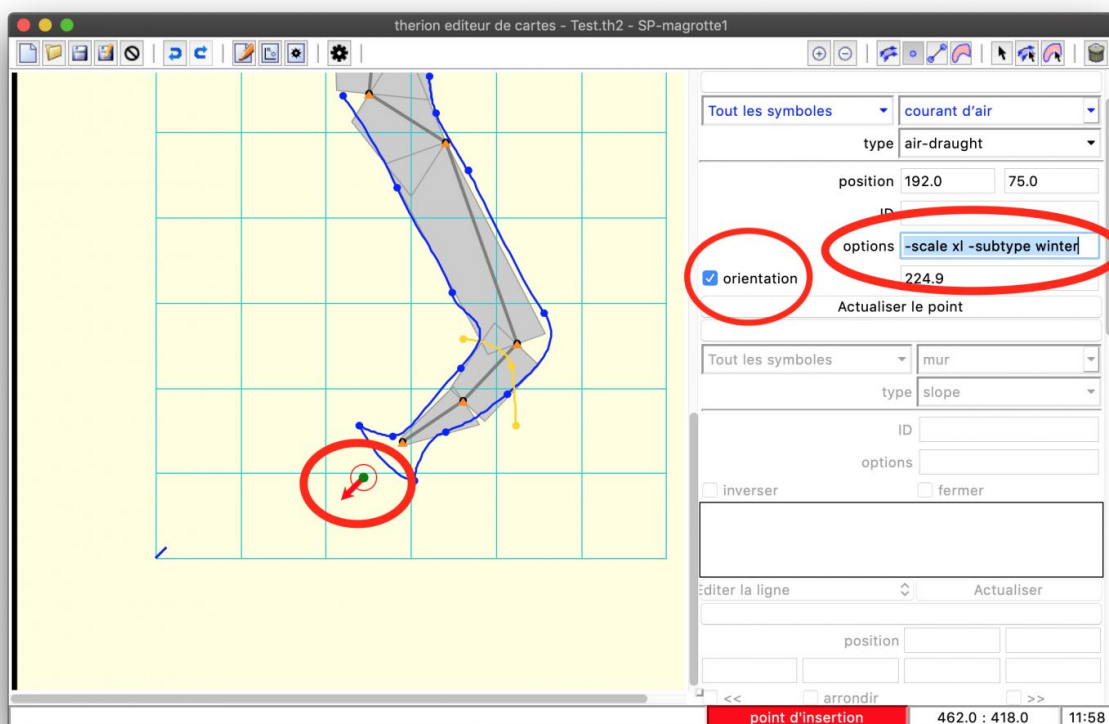 therion editeur de cartes - Test.th2 - SP-magrotte1
Tout les symboles courant d'air
type air-draught
position 192.0 75.0
ID
options -scale xl -subtype winter
orientation 224.9
Actualiser le point
Tout les symboles mur
type slope
ID
options
inverser fermer
Editer la ligne Actualiser
position
<< arrondir >>
point d'insertion 462.0 : 418.0 11:58